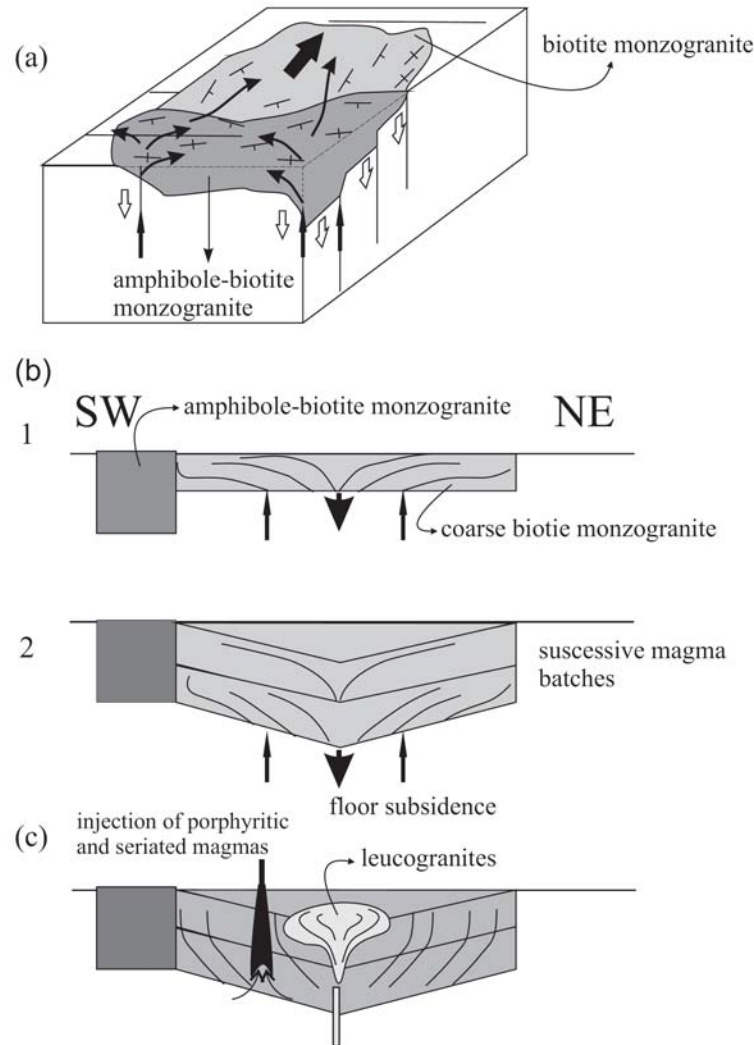 (a)
biotite monzogranite
amphibole-biotite
monzogranite
(b)
SW
amphibole-biotite monzogranite
NE
1
coarse biotie monzogranite
2
suscessive magma
batches
floor subsidence
injection of porphyritic
and seriated magmas
(c)
leucogranites